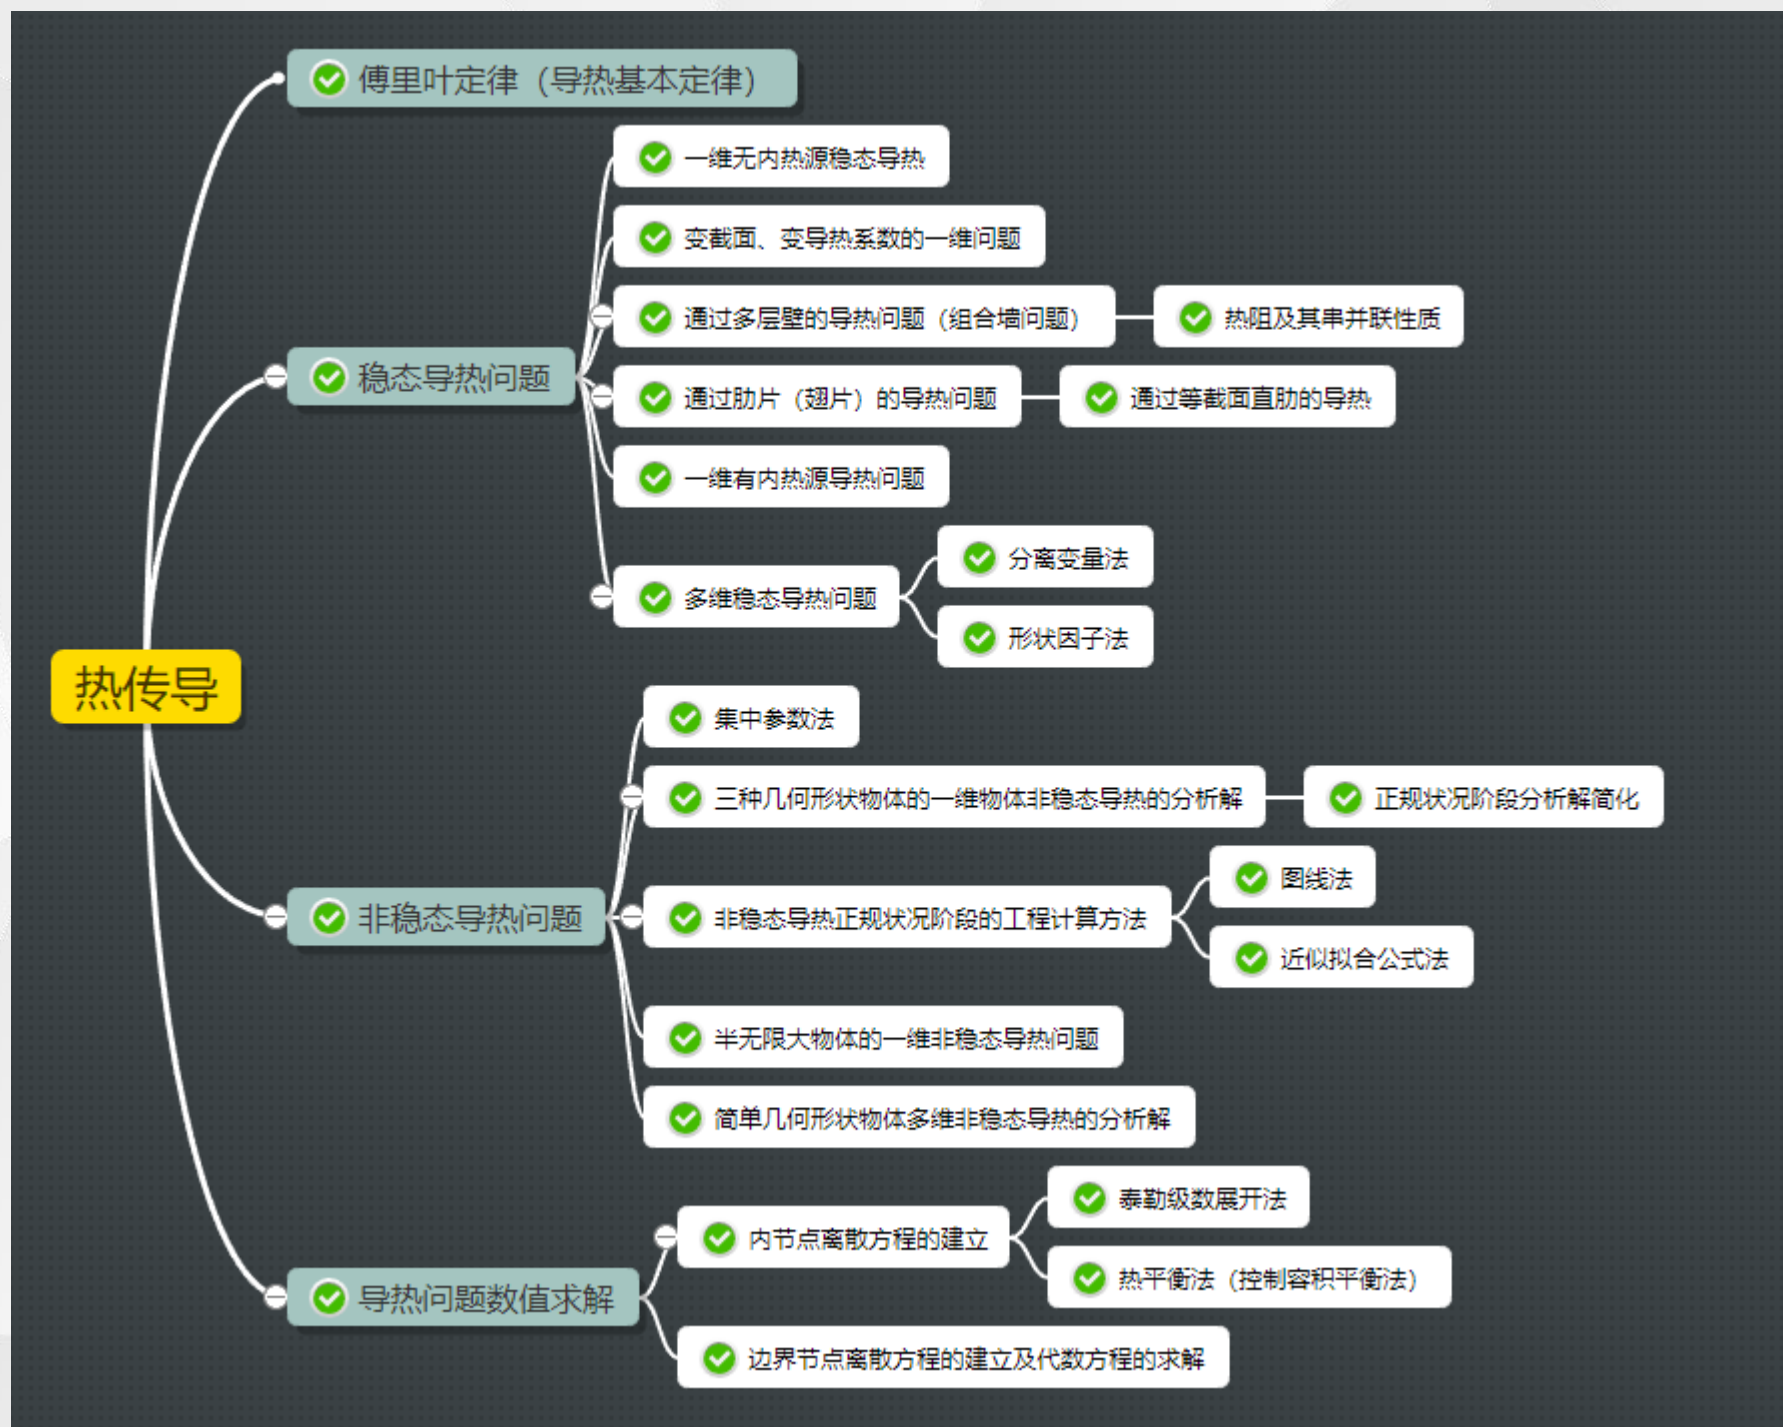 傅里叶定律（导热基本定律）
一维无内热源稳态导热
变截面、变导热系数的一维问题
通过多层壁的导热问题（组合墙问题）
热阻及其串并联性质
稳态导热问题
通过肋片（翅片）的导热问题
通过等截面直肋的导热
一维有内热源导热问题
分离变量法
多维稳态导热问题
形状因子法
热传导
集中参数法
三种几何形状物体的一维物体非稳态导热的分析解
正规状况阶段分析解简化
图线法
非稳态导热问题
非稳态导热正规状况阶段的工程计算方法
近似拟合公式法
半无限大物体的一维非稳态导热问题
简单几何形状物体多维非稳态导热的分析解
泰勒级数展开法
内节点离散方程的建立
热平衡法（控制容积平衡法）
导热问题数值求解
边界节点离散方程的建立及代数方程的求解